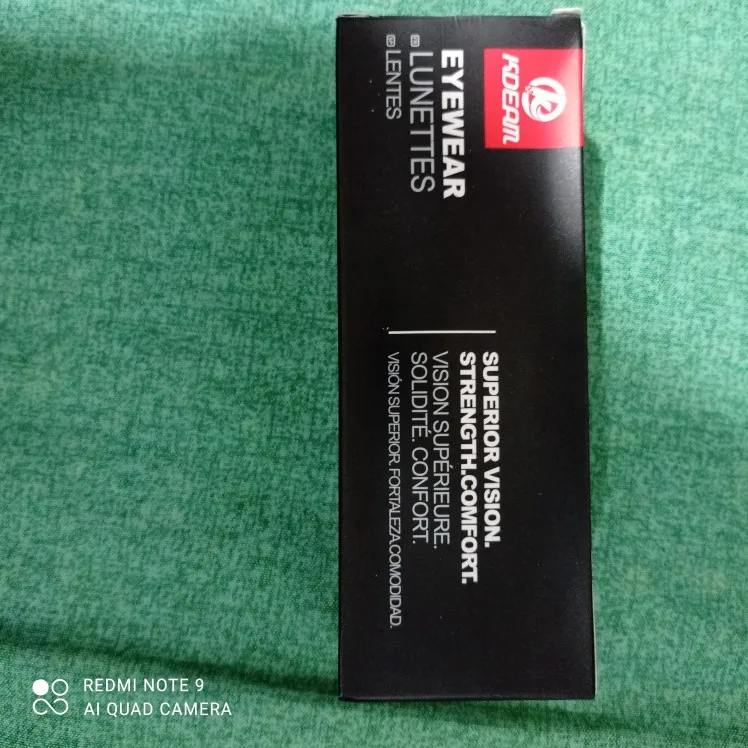 KDEAM
EYEWEAR
FR LUNETTES
LENTES
SUPERIOR VISION.
STRENGTH.COMFORT.
VISION SUPÉRIEURE.
SOLIDITÉ. CONFORT.
VISIÓN SUPERIOR. FORTALEZA.COMODIDAD.
REDMI NOTE 9
AI QUAD CAMERA